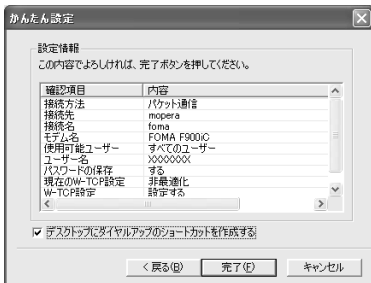 かんたん設定
設定情報
この内容でよろしければ、完了ボタンを押してください。
確認項目 内容
接続方法 パケット通信
接続先 mopera
接続名 foma
モデム名 FOMA F900iC
使用可能ユーザー すべてのユーザー
ユーザー名 XXXXXXX
パスワードの保存 する
現在のW-TCP設定 非最適化
W-TCP設定 設定する
デスクトップにダイヤルアップのショートカットを作成する
< 戻る(B) 完了(F) キャンセル